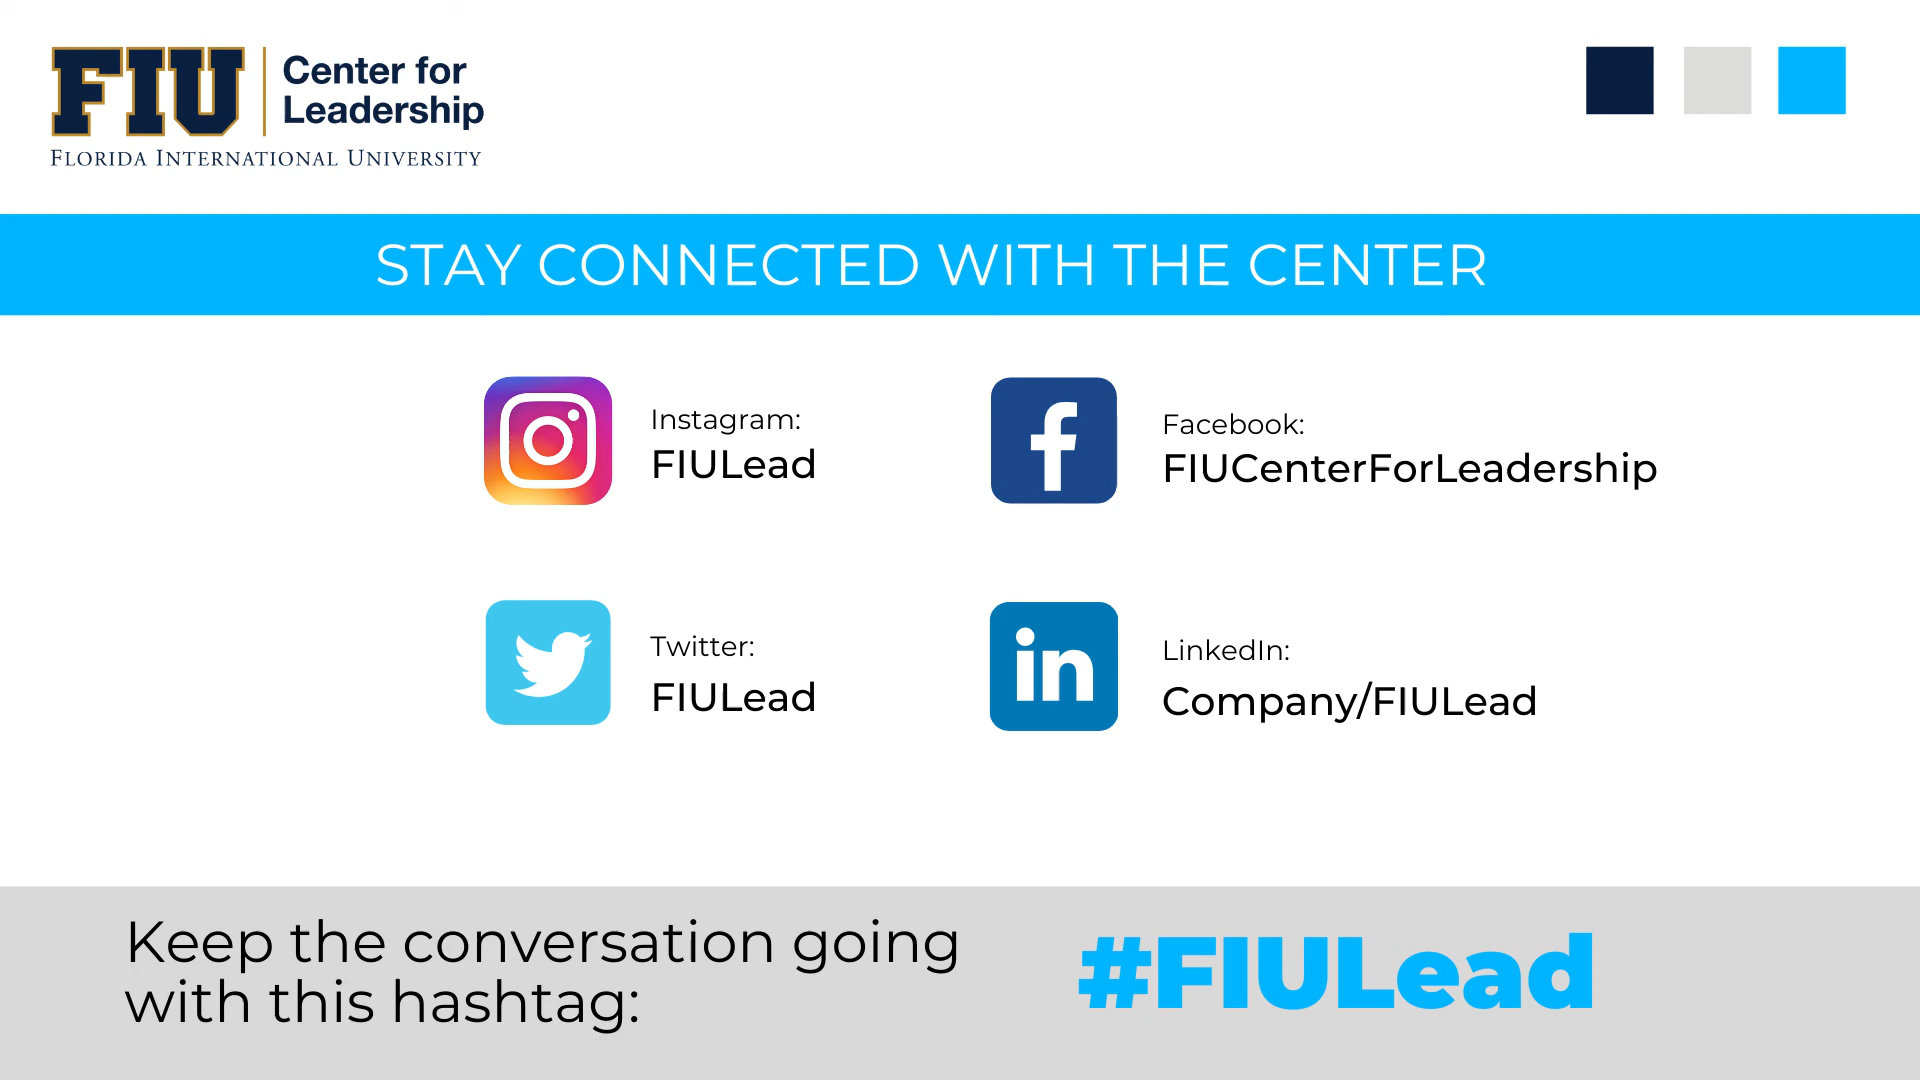 FIU
Center for
Leadership
FLORIDA INTERNATIONAL UNIVERSITY
STAY CONNECTED WITH THE CENTER
Instagram:
FIULead
Facebook:
FIUCenterForLeadership
Twitter:
FIULead
in
LinkedIn:
Company/FIULead
Keep the conversation going
with this hashtag:
#FIULead